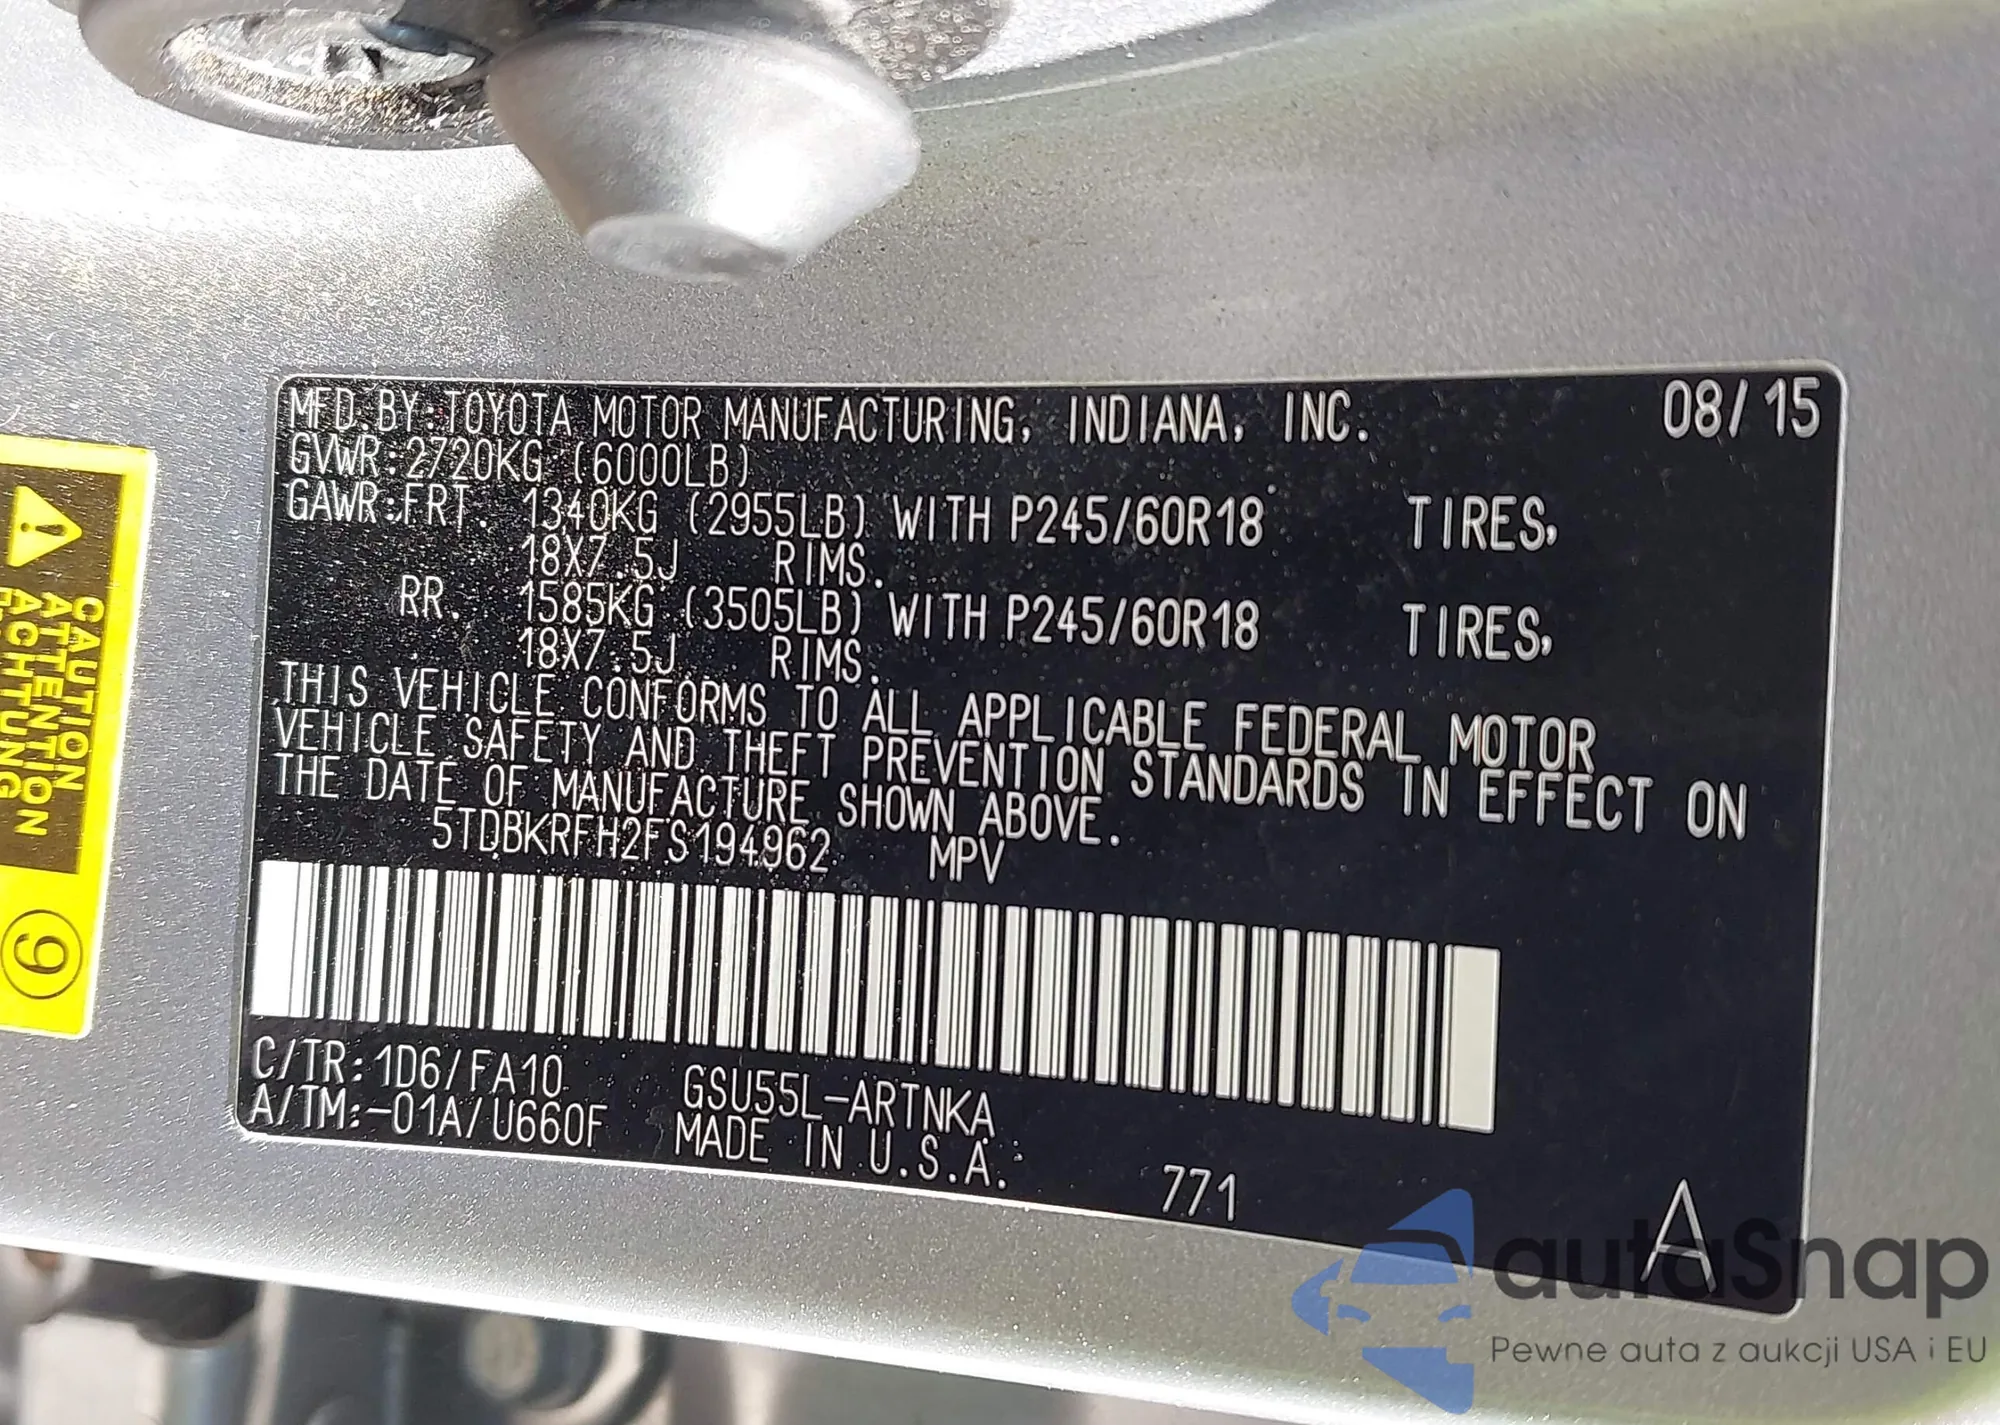 MFD.BY:TOYOTA MOTOR MANUFACTURING, INDIANA, INC. 08/15
GVWR:2720KG (6000LB)
GAWR:FRT. 1340KG (2955LB) WITH P245/60R18 TIRES,
18X7.5J RIMS.
RR. 1585KG (3505LB) WITH P245/60R18 TIRES,
18X7.5J RIMS.
THIS VEHICLE CONFORMS TO ALL APPLICABLE FEDERAL MOTOR
VEHICLE SAFETY AND THEFT PREVENTION STANDARDS IN EFFECT ON
THE DATE OF MANUFACTURE SHOWN ABOVE.
5TDBKRFH2FS194962 MPV
C/TR:1D6/FA10 GSU55L-ARTNKA
A/TM:-01A/U660F MADE IN U.S.A.
771
A
CAUTION
ATTENTION
ACHTUNG
9
autaSnap
Pewne auta z aukcji USA i EU